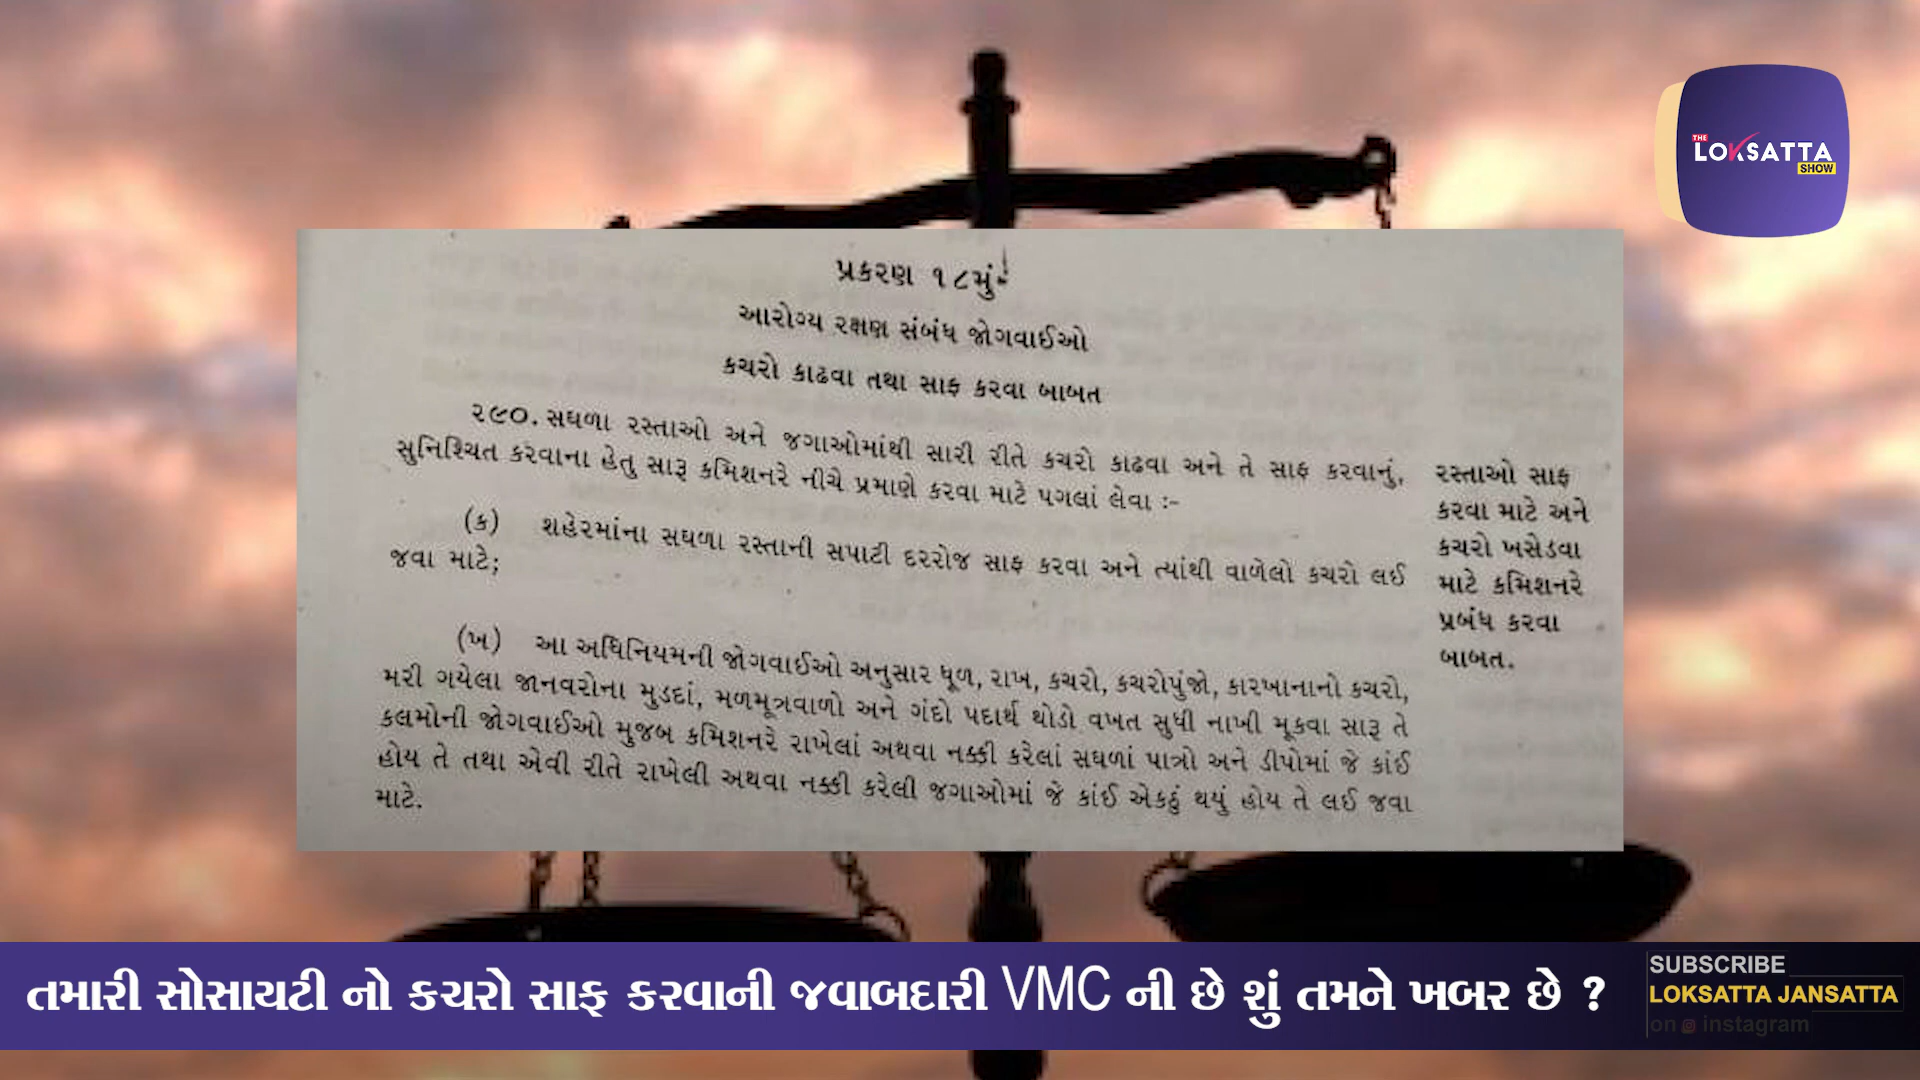 THE
LOKSATTA
SHOW
પ્રકરણ ૧૮મું
આરોગ્ય રક્ષણ સંબંધ જોગવાઈઓ
કચરો કાઢવા તથા સાફ કરવા બાબત
૨૯૦. સઘળા રસ્તાઓ અને જગાઓમાંથી સારી રીતે કચરો કાઢવા અને તે સાફ કરવાનું,
સુનિશ્ચિત કરવાના હેતુ સારૂ કમિશનરે નીચે પ્રમાણે કરવા માટે પગલાં લેવા :-
(ક) શહેરમાંના સઘળા રસ્તાની સપાટી દરરોજ સાફ કરવા અને ત્યાંથી વાળેલો કચરો લઈ
જવા માટે;
(ખ) આ અધિનિયમની જોગવાઈઓ અનુસાર ધૂળ, રાખ, કચરો, કચરોપુંજો, કારખાનાનો કચરો,
મરી ગયેલા જાનવરોના મુડદાં, મળમૂત્રવાળો અને ગંદો પદાર્થ થોડો વખત સુધી નાખી મૂકવા સારૂ તે
કલમોની જોગવાઈઓ મુજબ કમિશનરે રાખેલાં અથવા નક્કી કરેલાં સઘળાં પાત્રો અને ડીપોમાં જે કાંઈ
હોય તે તથા એવી રીતે રાખેલી અથવા નક્કી કરેલી જગાઓમાં જે કાંઈ એકઠું થયું હોય તે લઈ જવા
માટે.
રસ્તાઓ સાફ
કરવા માટે અને
કચરો ખસેડવા
માટે કમિશનરે
પ્રબંધ કરવા
બાબત.
તમારી સોસાયટી નો કચરો સાફ કરવાની જવાબદારી VMC ની છે શું તમને ખબર છે ?
SUBSCRIBE
LOKSATTA JANSATTA
on instagram